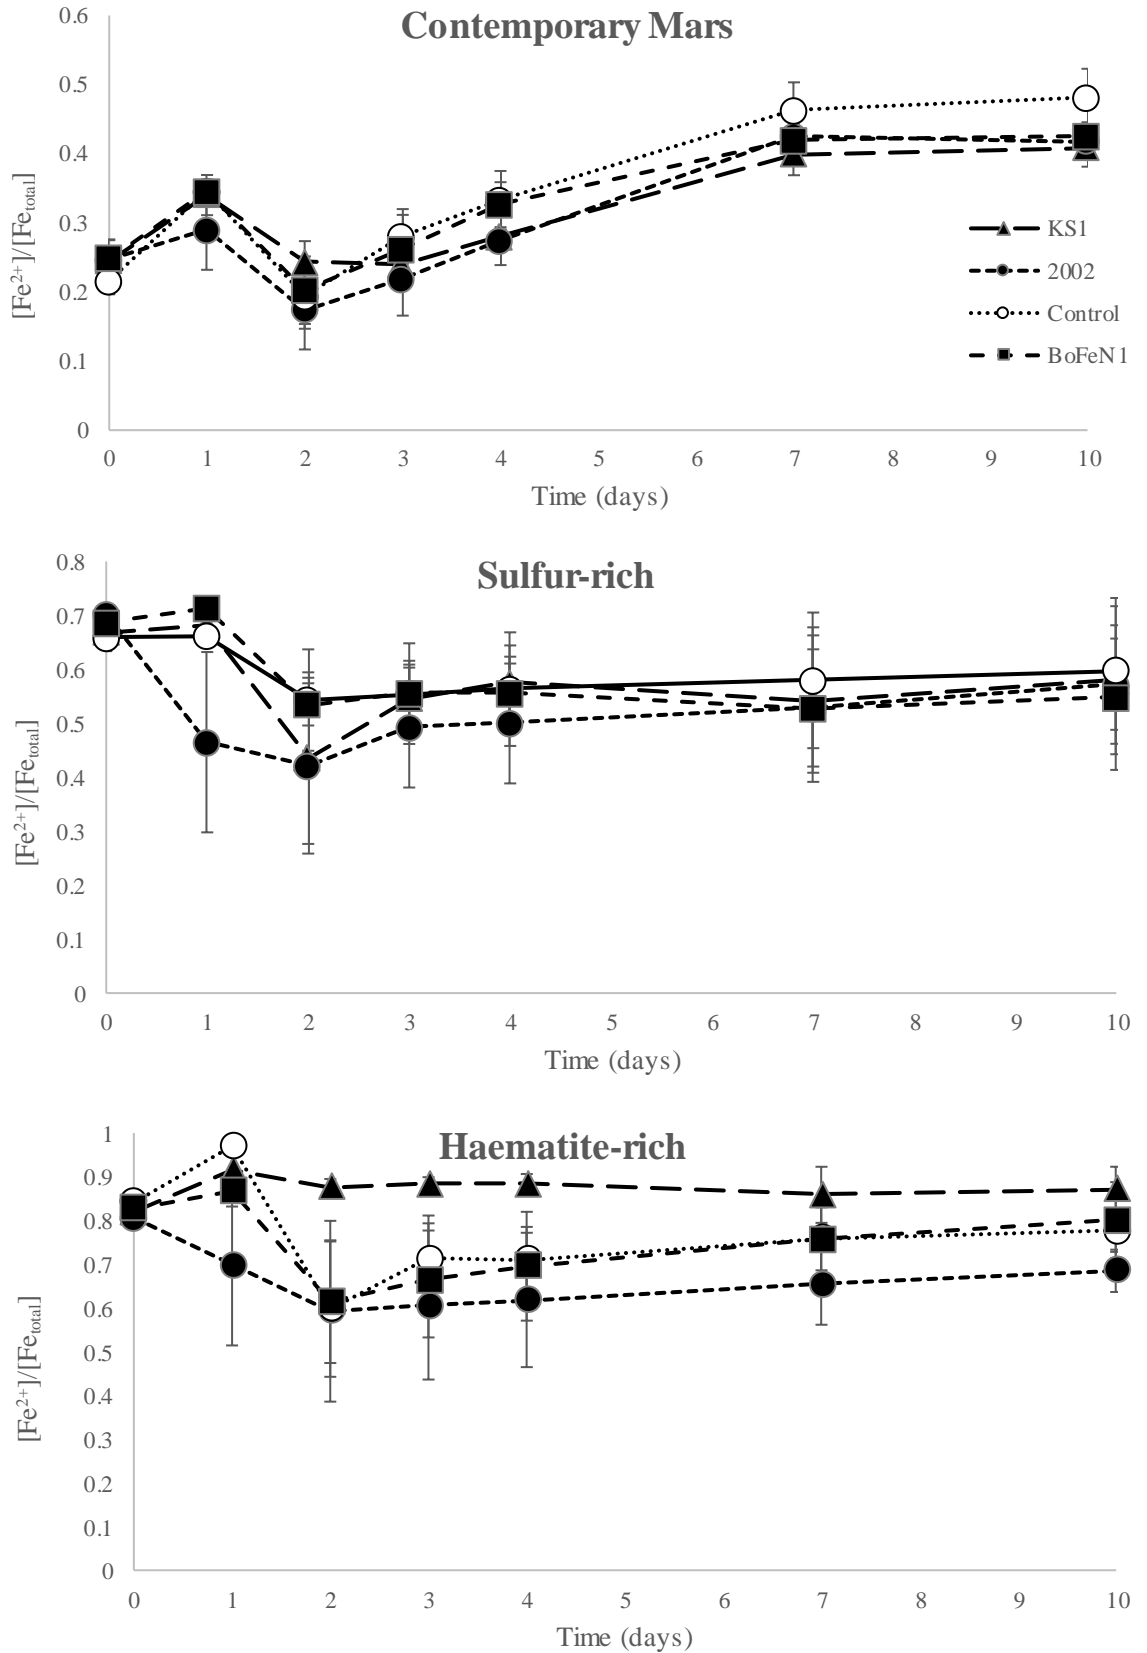 Contemporary Mars
0.6
0.5
0.4
0.3
0.2
0.1
0
[Fe²⁺]/[Fe_total]
KS1
2002
Control
BoFeN1
0 1 2 3 4 5 6 7 8 9 10
Time (days)
Sulfur-rich
0.8
0.7
0.6
0.5
0.4
0.3
0.2
0.1
0
[Fe²⁺]/[Fe_total]
0 1 2 3 4 5 6 7 8 9 10
Time (days)
Haematite-rich
1
0.9
0.8
0.7
0.6
0.5
0.4
0.3
0.2
0.1
0
[Fe²⁺]/[Fe_total]
0 1 2 3 4 5 6 7 8 9 10
Time (days)